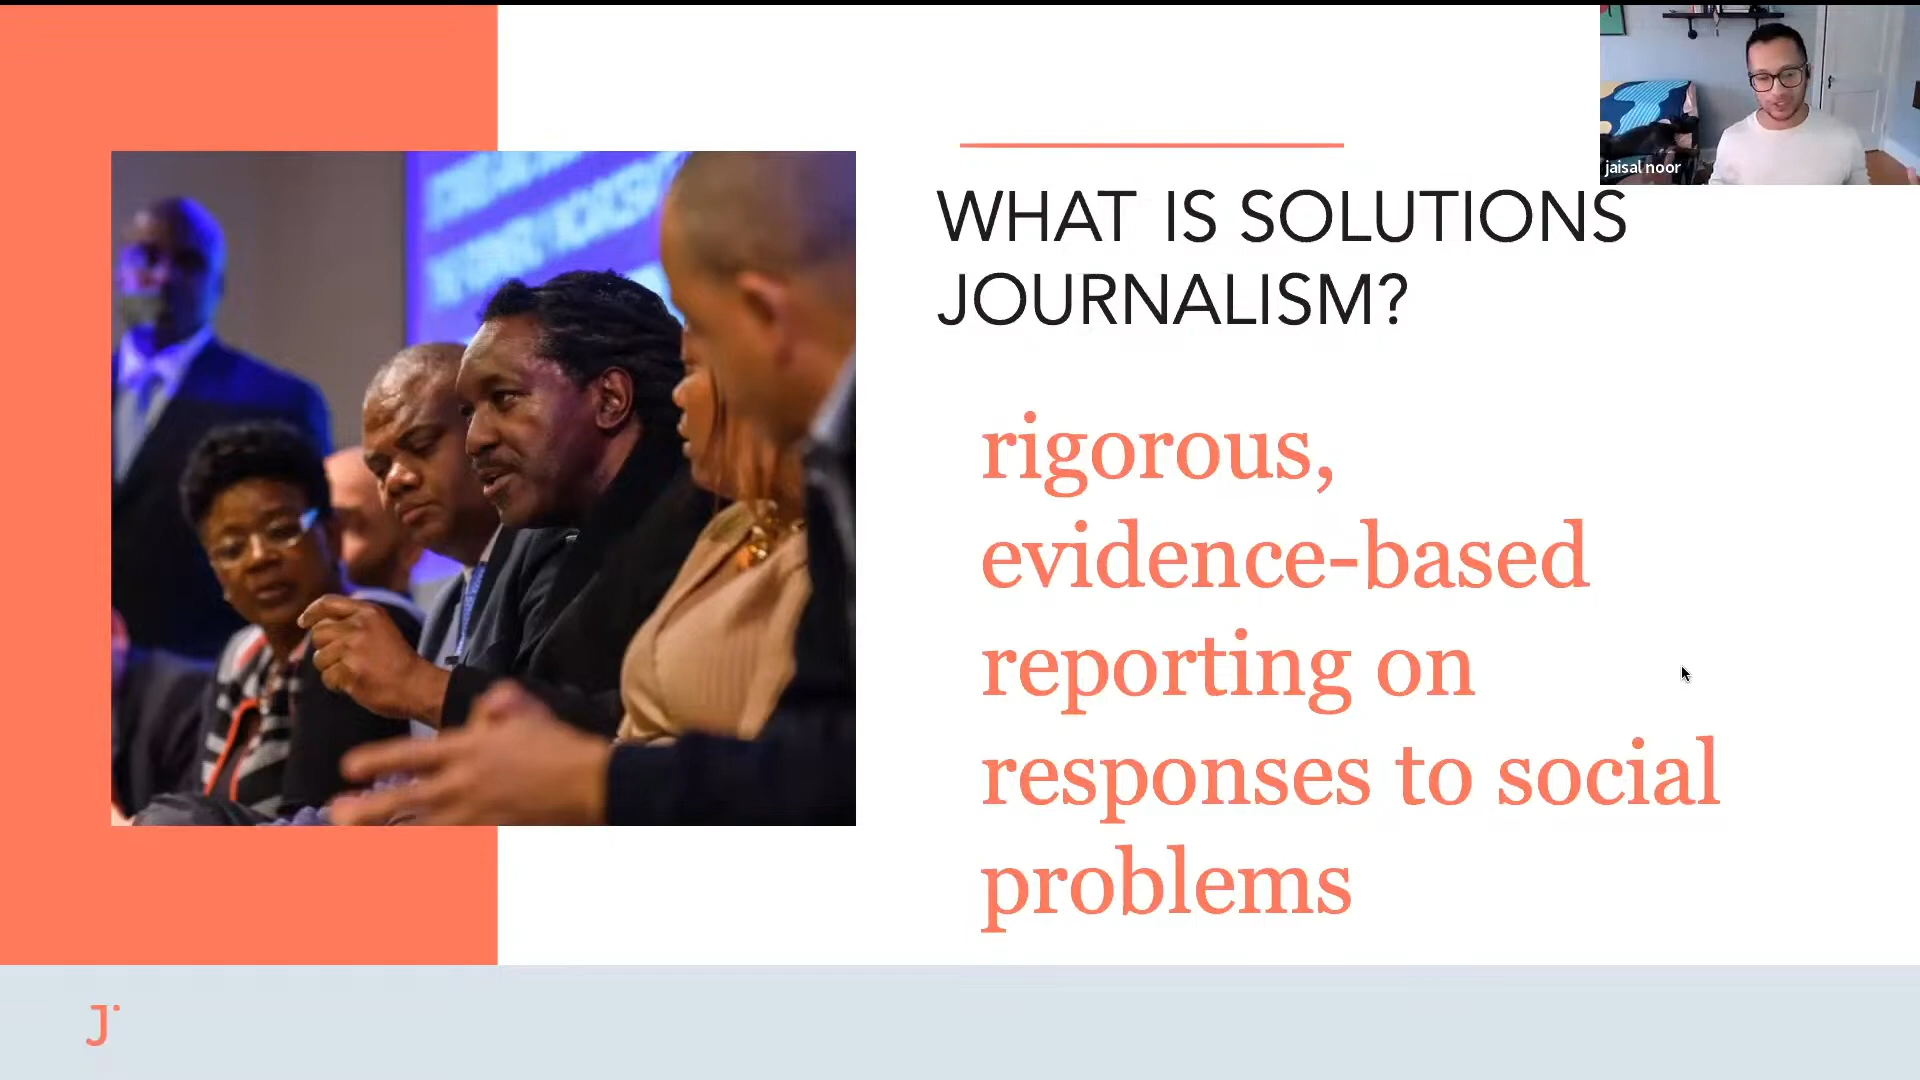 jaisal noor
WHAT IS SOLUTIONS
JOURNALISM?
rigorous,
evidence-based
reporting on
responses to social
problems
J